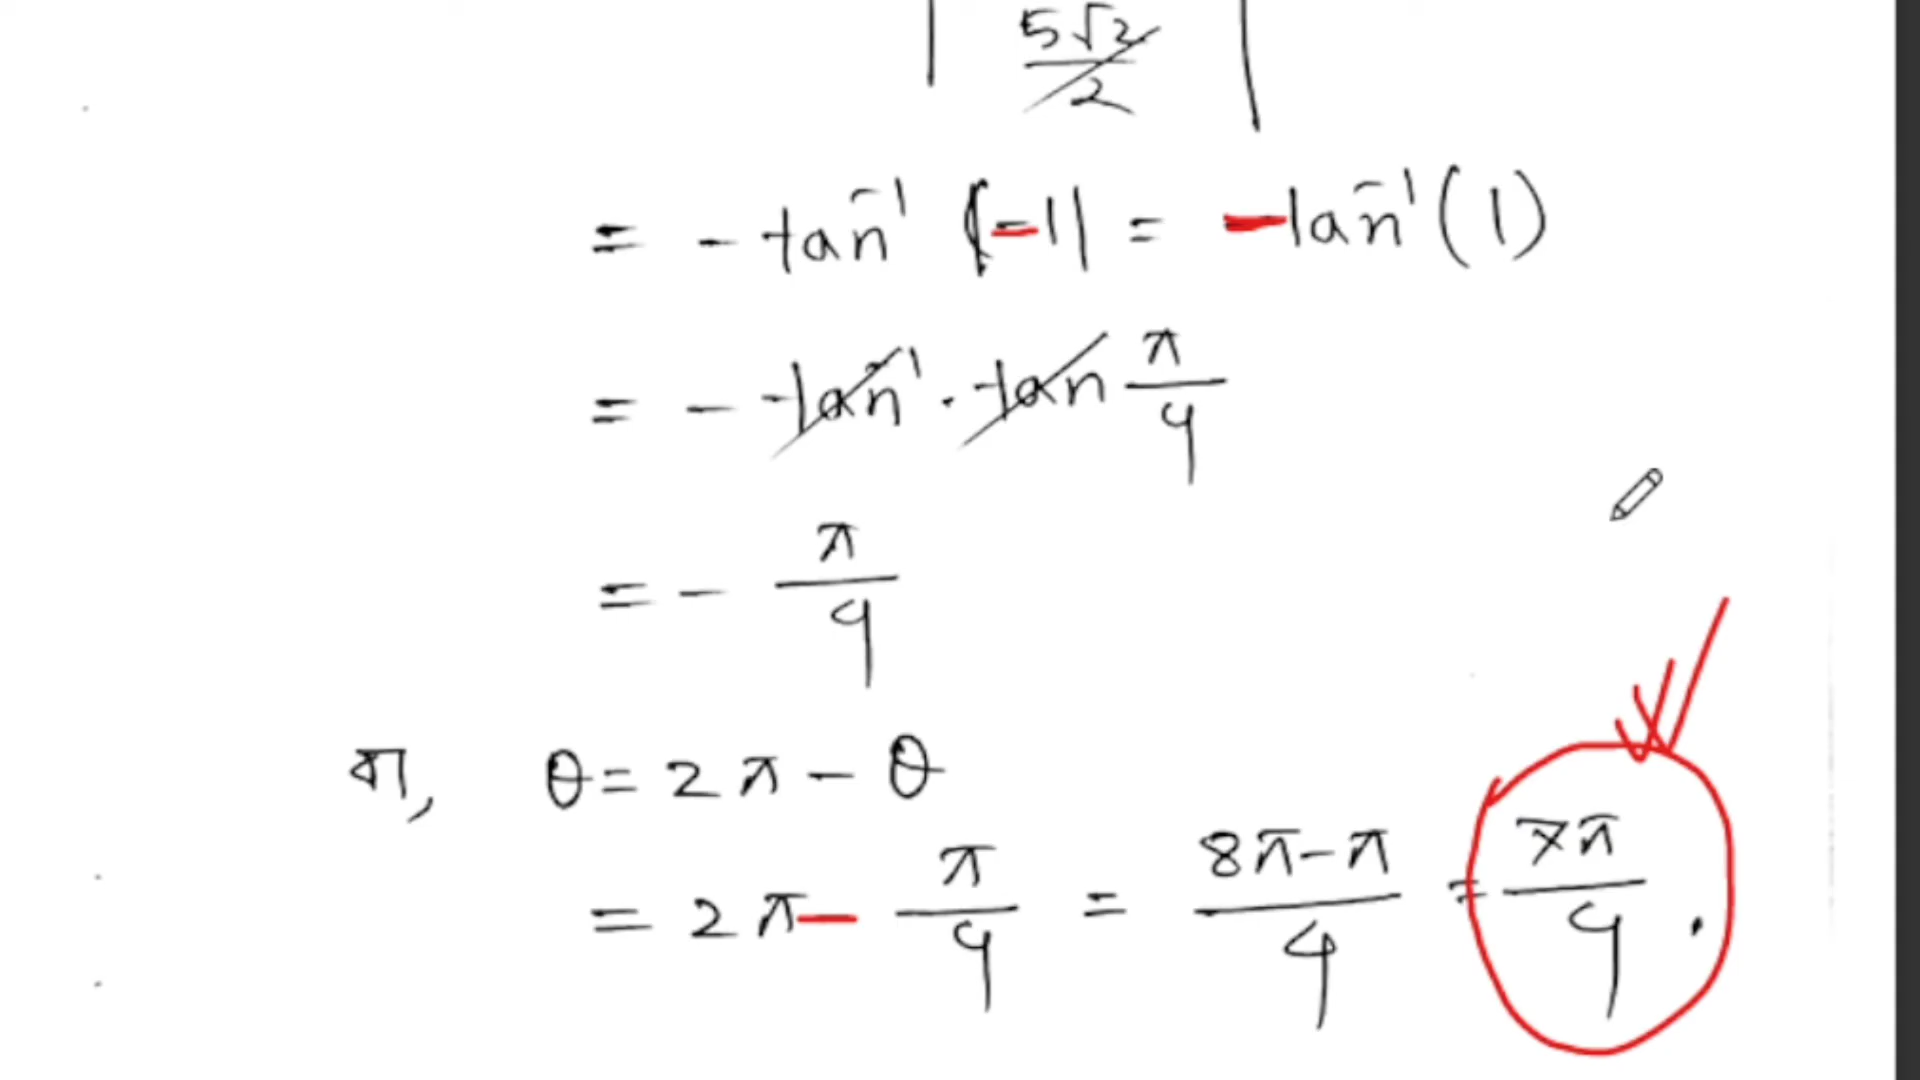 | 5√2/2 |
= - tan⁻¹ |-1| = - tan⁻¹ (1)
= - tan⁻¹ . tan π/4
= - π/4
বা, θ = 2π - θ
= 2π - π/4 = 8π-π/4 = 7π/4 .